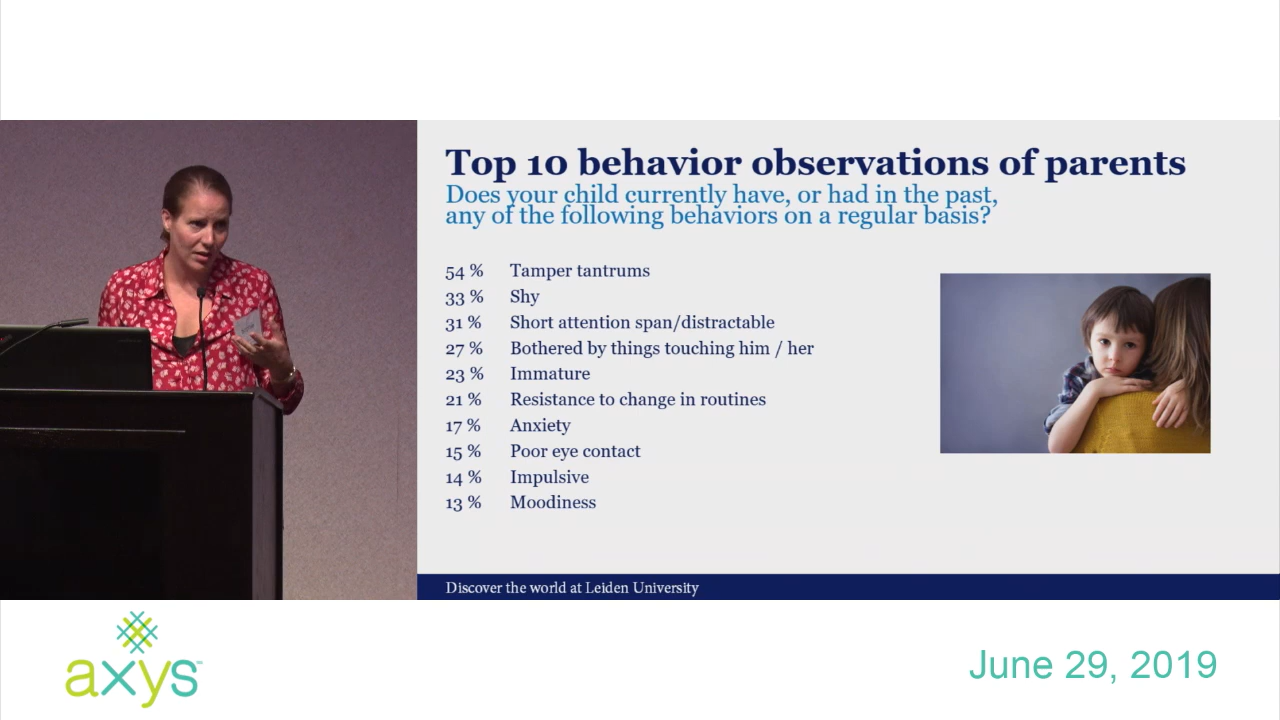 Top 10 behavior observations of parents
Does your child currently have, or had in the past,
any of the following behaviors on a regular basis?
54 % Tamper tantrums
33 % Shy
31 % Short attention span/distractable
27 % Bothered by things touching him / her
23 % Immature
21 % Resistance to change in routines
17 % Anxiety
15 % Poor eye contact
14 % Impulsive
13 % Moodiness
Discover the world at Leiden University
axys
June 29, 2019